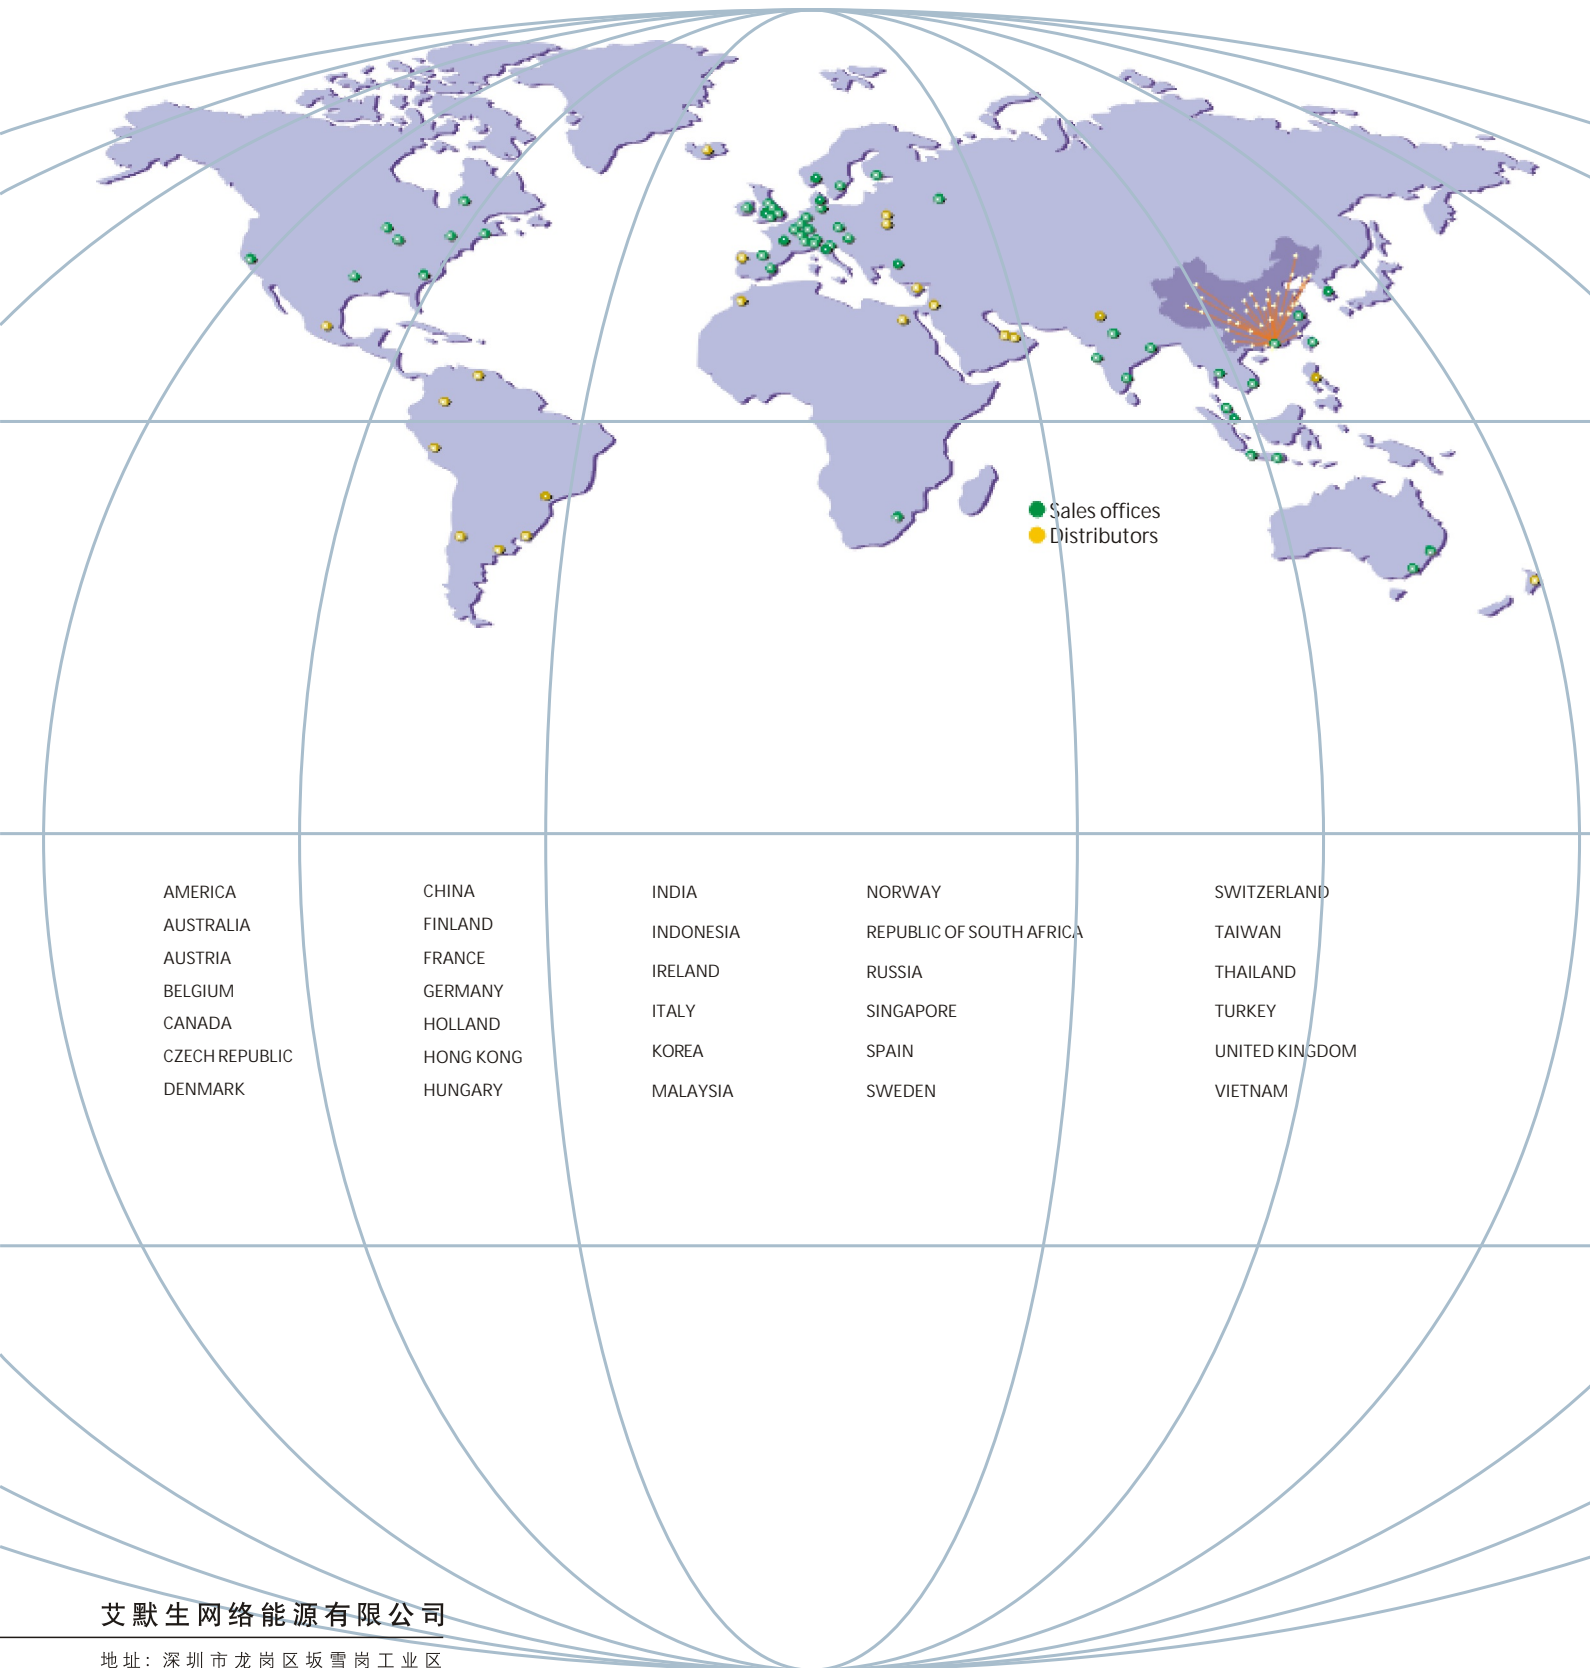 Sales offices
Distributors
AMERICA
AUSTRALIA
AUSTRIA
BELGIUM
CANADA
CZECH REPUBLIC
DENMARK
CHINA
FINLAND
FRANCE
GERMANY
HOLLAND
HONG KONG
HUNGARY
INDIA
INDONESIA
IRELAND
ITALY
KOREA
MALAYSIA
NORWAY
REPUBLIC OF SOUTH AFRICA
RUSSIA
SINGAPORE
SPAIN
SWEDEN
SWITZERLAND
TAIWAN
THAILAND
TURKEY
UNITED KINGDOM
VIETNAM
艾默生网络能源有限公司
地址：深圳市龙岗区坂雪岗工业区